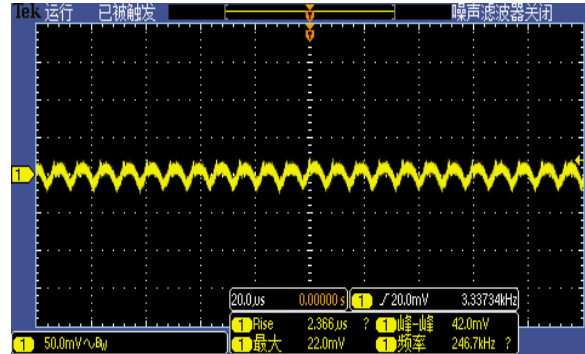 Tek 运行 已被触发 噪声滤波器关闭
1
20.0µs 0.00000 s 1 ⌡20.0mV 3.33734kHz
1 Rise 2.366µs ? 1 峰-峰 42.0mV
1 50.0mV∿BW 1 最大 22.0mV 1 频率 246.7kHz ?